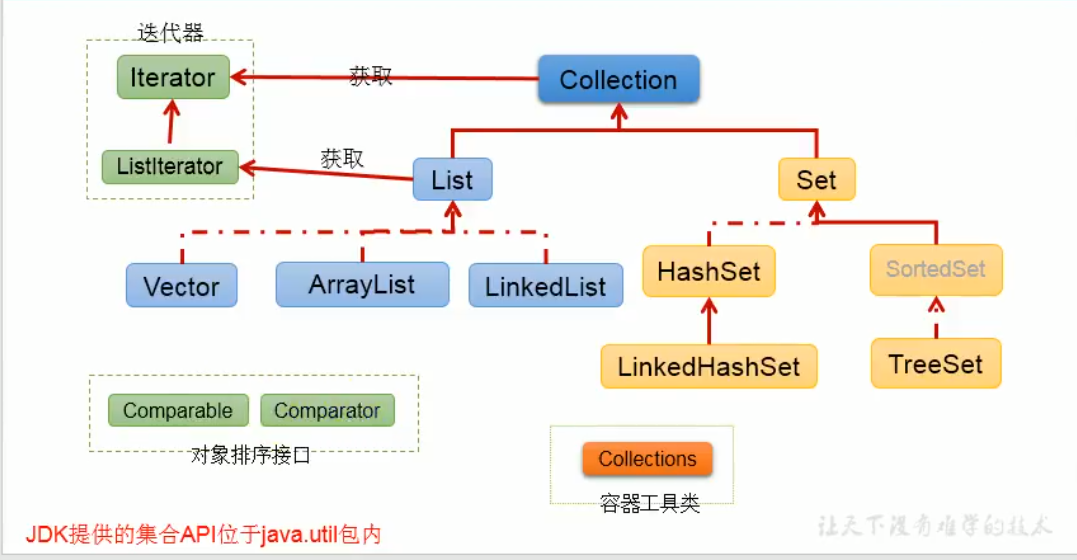 迭代器
Iterator
获取
Collection
ListIterator
获取
List
Set
Vector
ArrayList
LinkedList
HashSet
SortedSet
LinkedHashSet
TreeSet
Comparable
Comparator
对象排序接口
Collections
容器工具类
JDK提供的集合API位于java.util包内
让天下没有难学的技术